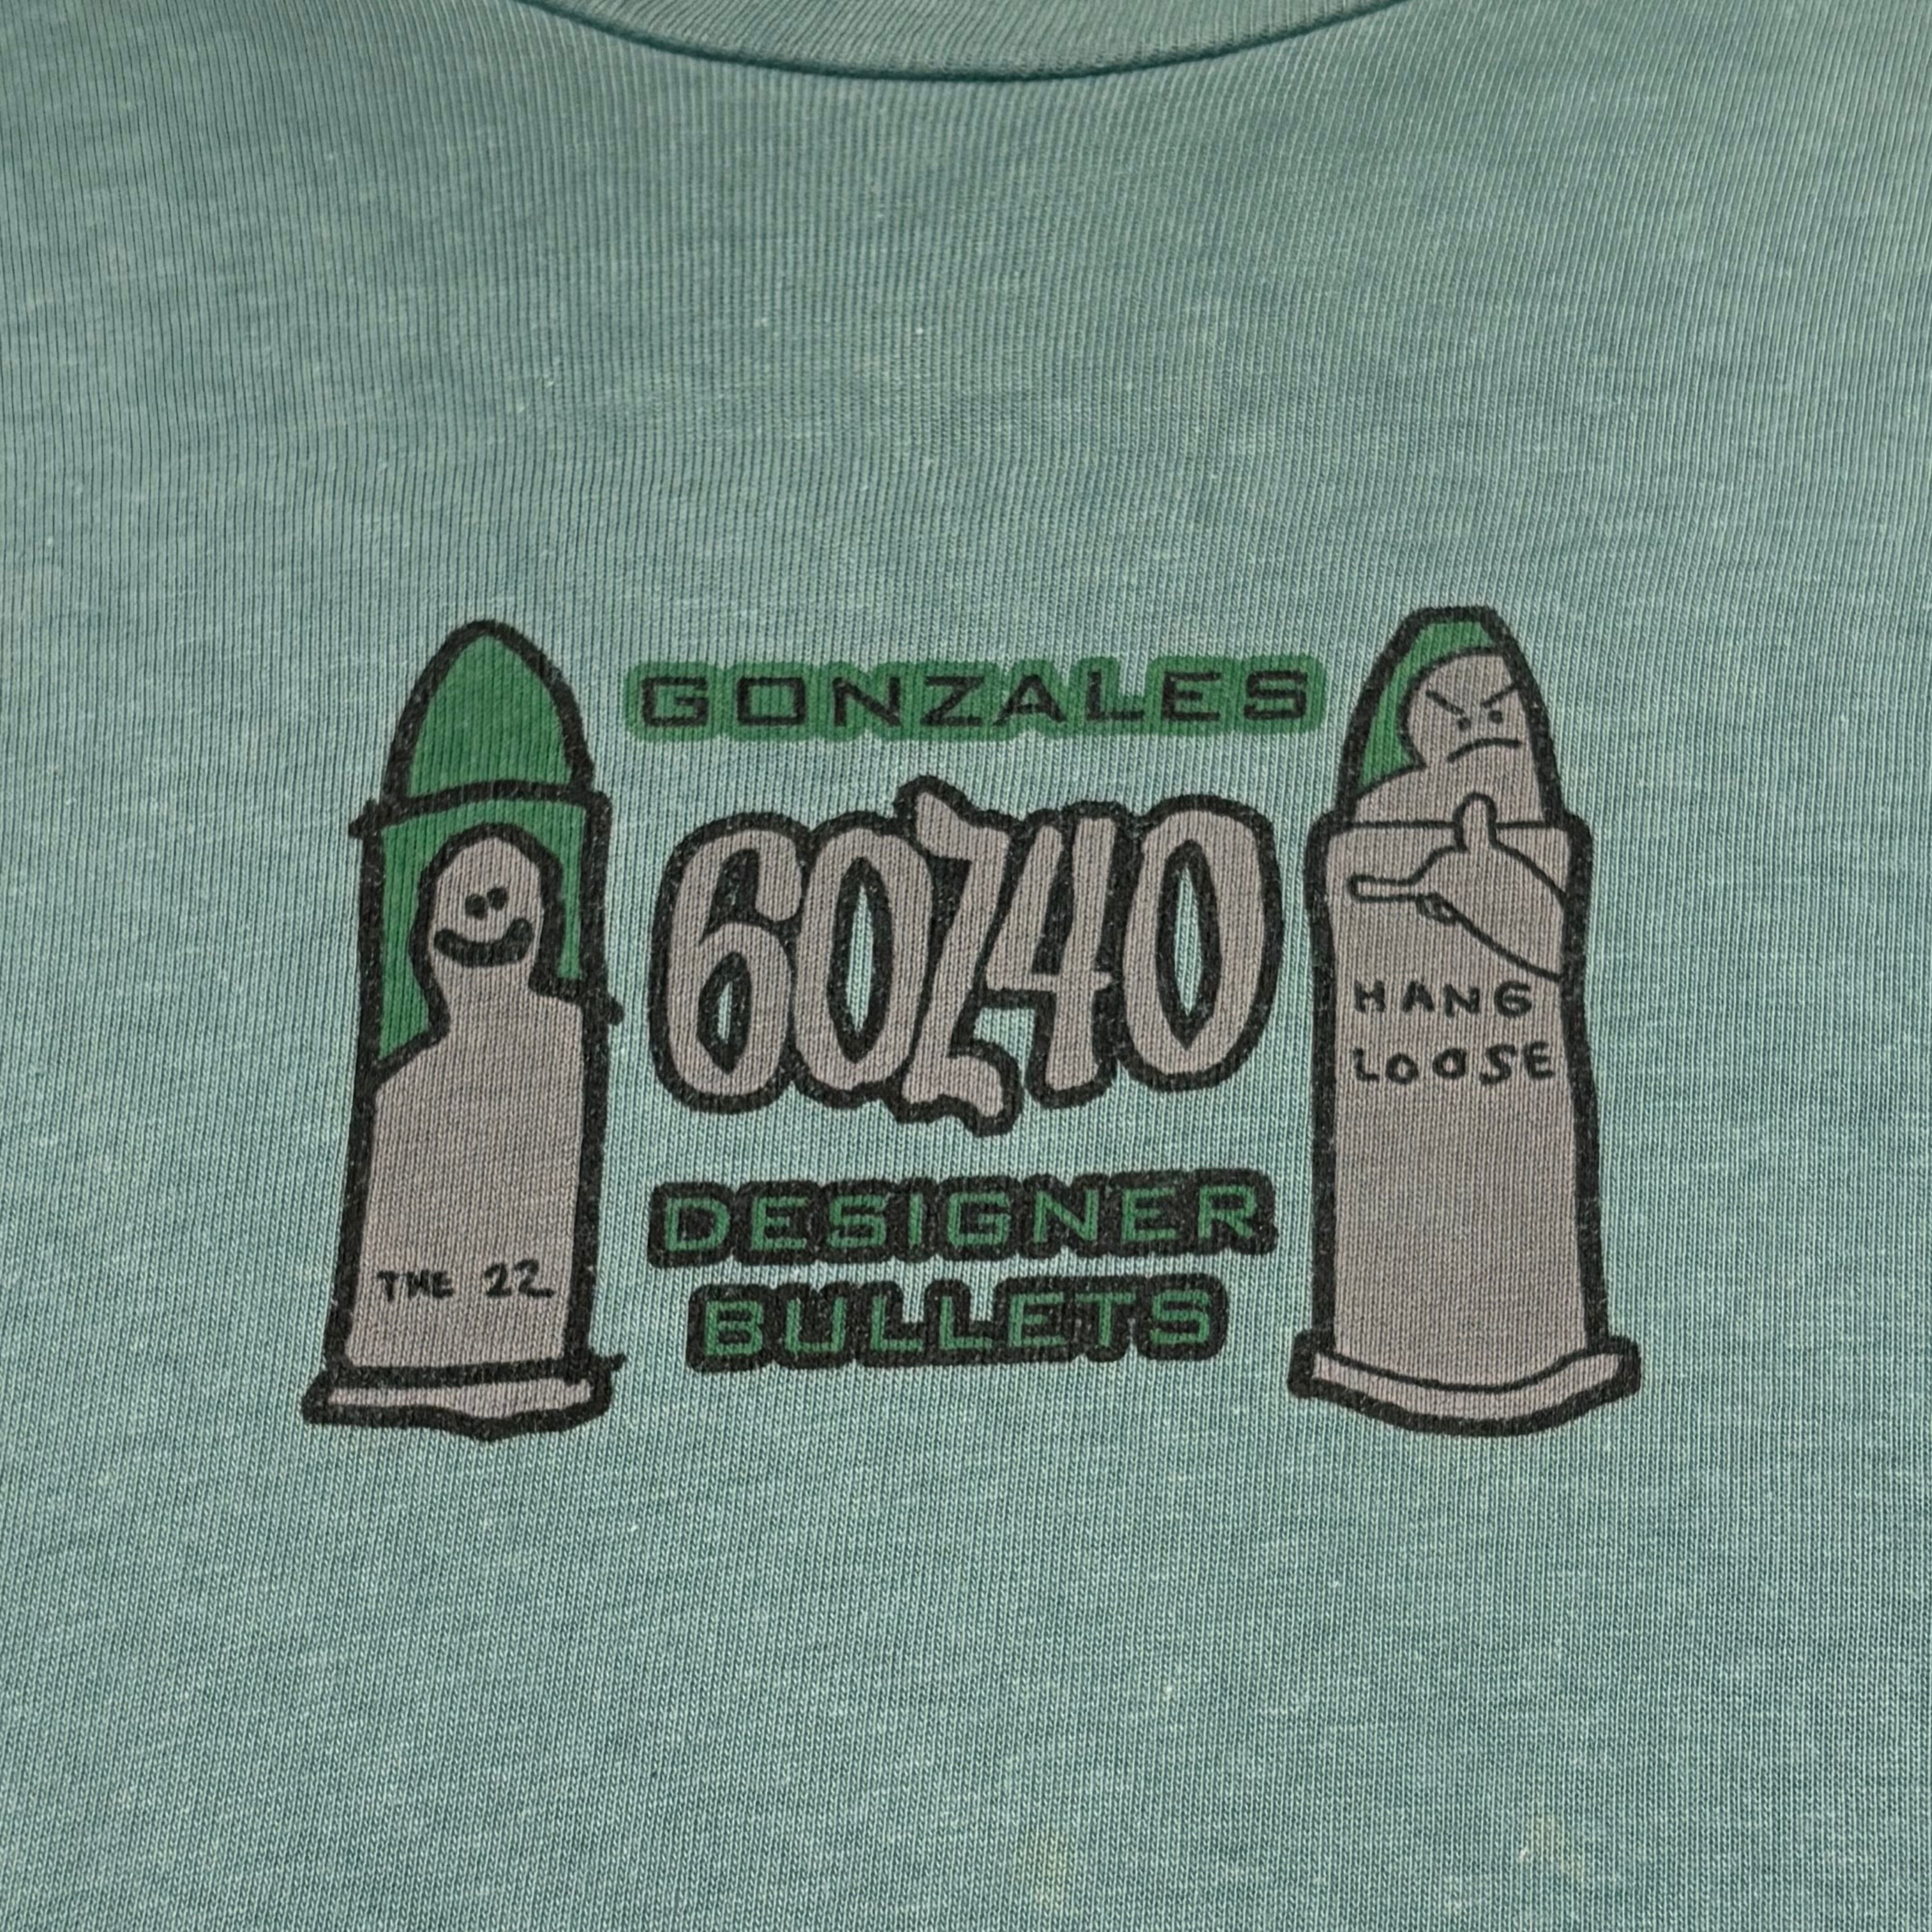 GONZALES
60/40
DESIGNER
BULLETS
THE 22
HANG
LOOSE